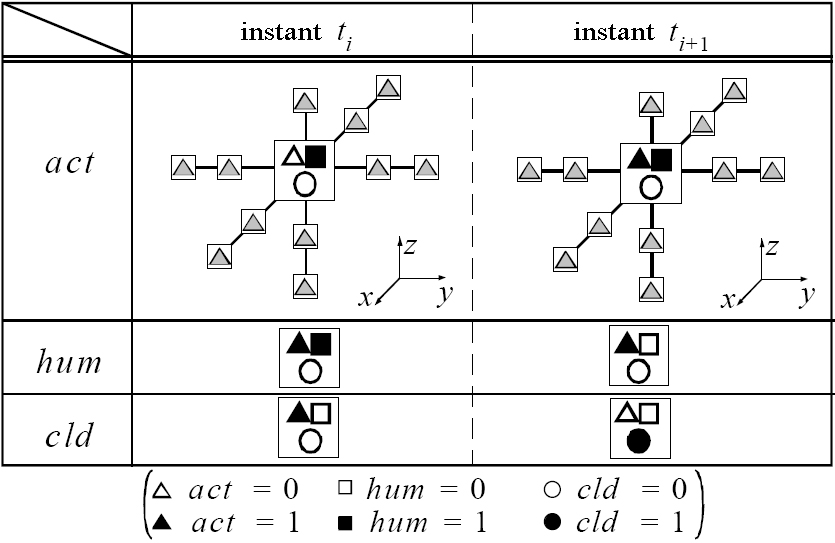 instant t_i instant t_{i+1}
act
z z
x y x y
hum
cld
act = 0 hum = 0 cld = 0
act = 1 hum = 1 cld = 1